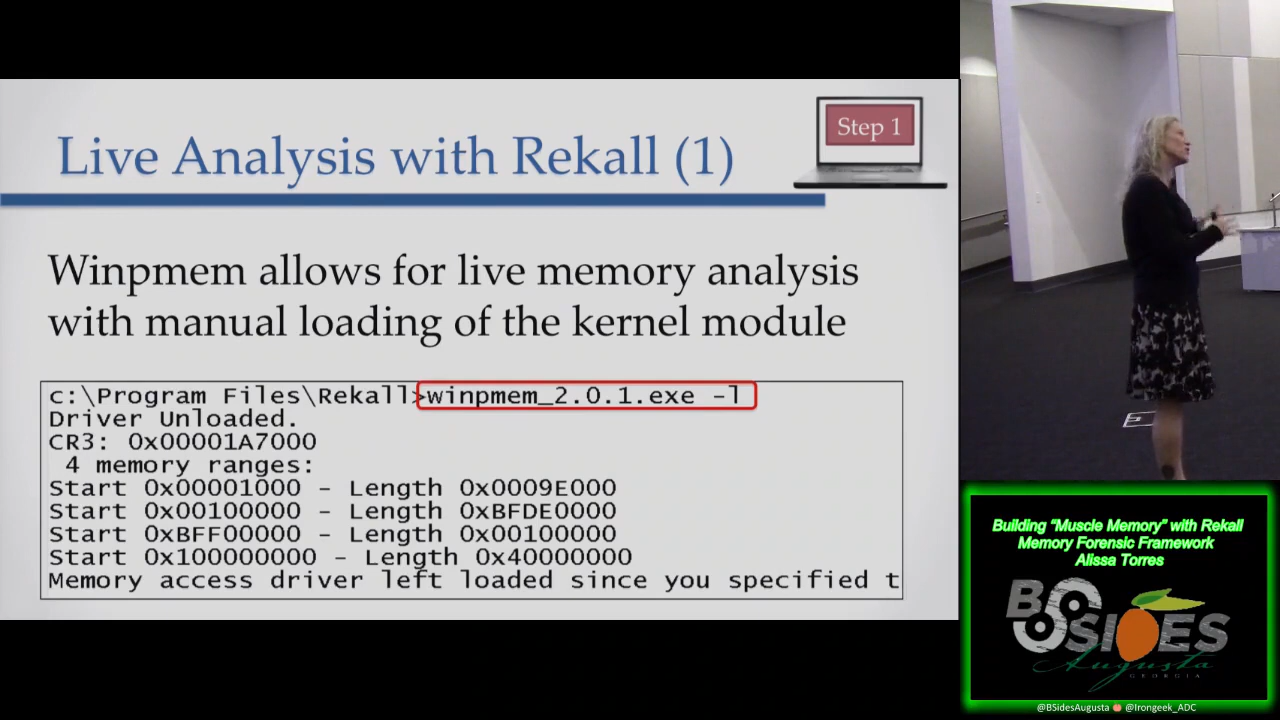 Live Analysis with Rekall (1)
Step 1
Winpmem allows for live memory analysis
with manual loading of the kernel module
c:\Program Files\Rekall>winpmem_2.0.1.exe -l
Driver Unloaded.
CR3: 0x00001A7000
4 memory ranges:
Start 0x00001000 - Length 0x0009E000
Start 0x00100000 - Length 0xBFDE0000
Start 0xBFF00000 - Length 0x00100000
Start 0x100000000 - Length 0x40000000
Memory access driver left loaded since you specified t
Building "Muscle Memory" with Rekall
Memory Forensic Framework
Alissa Torres
BSIDES
Augusta
GEORGIA
@BSidesAugusta @Irongeek_ADC